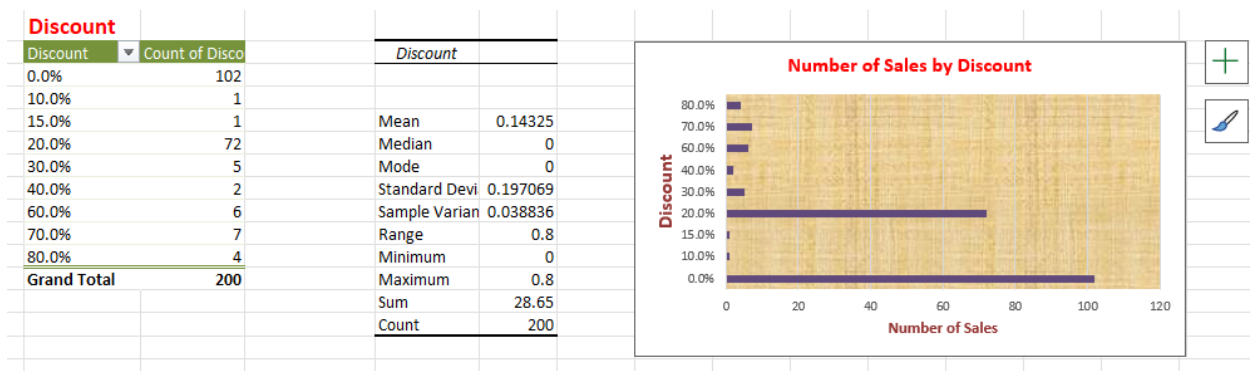 Discount
Discount Count of Disco
0.0% 102
10.0% 1
15.0% 1
20.0% 72
30.0% 5
40.0% 2
60.0% 6
70.0% 7
80.0% 4
Grand Total 200
Discount
Mean 0.14325
Median 0
Mode 0
Standard Devi 0.197069
Sample Varian 0.038836
Range 0.8
Minimum 0
Maximum 0.8
Sum 28.65
Count 200
Number of Sales by Discount
Discount
80.0%
70.0%
60.0%
40.0%
30.0%
20.0%
15.0%
10.0%
0.0%
0 20 40 60 80 100 120
Number of Sales